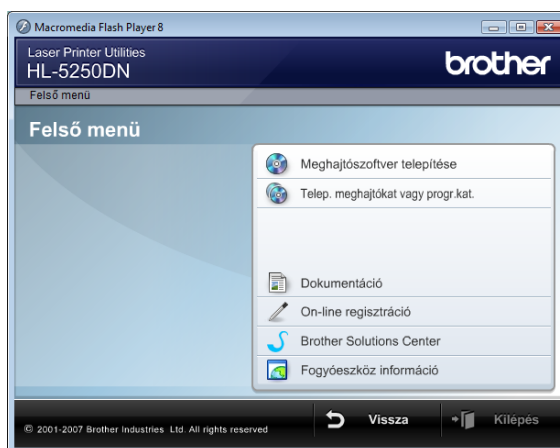 Macromedia Flash Player 8
Laser Printer Utilities
HL-5250DN
brother
Felső menü
Felső menü
Meghajtószoftver telepítése
Telep. meghajtókat vagy progr.kat.
Dokumentáció
On-line regisztráció
Brother Solutions Center
Fogyóeszköz információ
© 2001-2007 Brother Industries Ltd. All rights reserved
Vissza
Kilépés